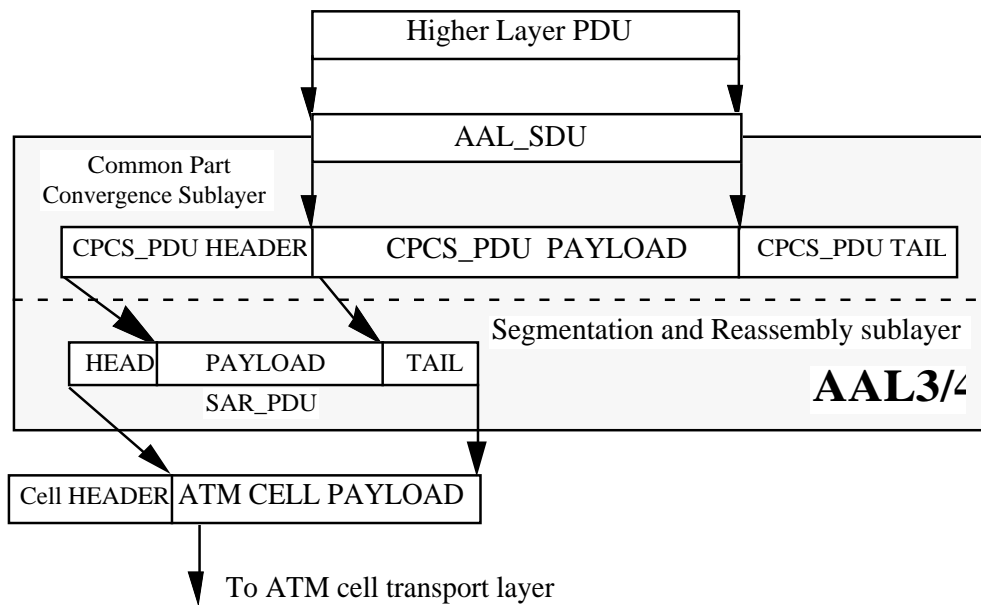 Higher Layer PDU
AAL_SDU
Common Part
Convergence Sublayer
CPCS_PDU HEADER
CPCS_PDU PAYLOAD
CPCS_PDU TAIL
Segmentation and Reassembly sublayer
HEAD
PAYLOAD
TAIL
SAR_PDU
AAL3/4
Cell HEADER
ATM CELL PAYLOAD
To ATM cell transport layer